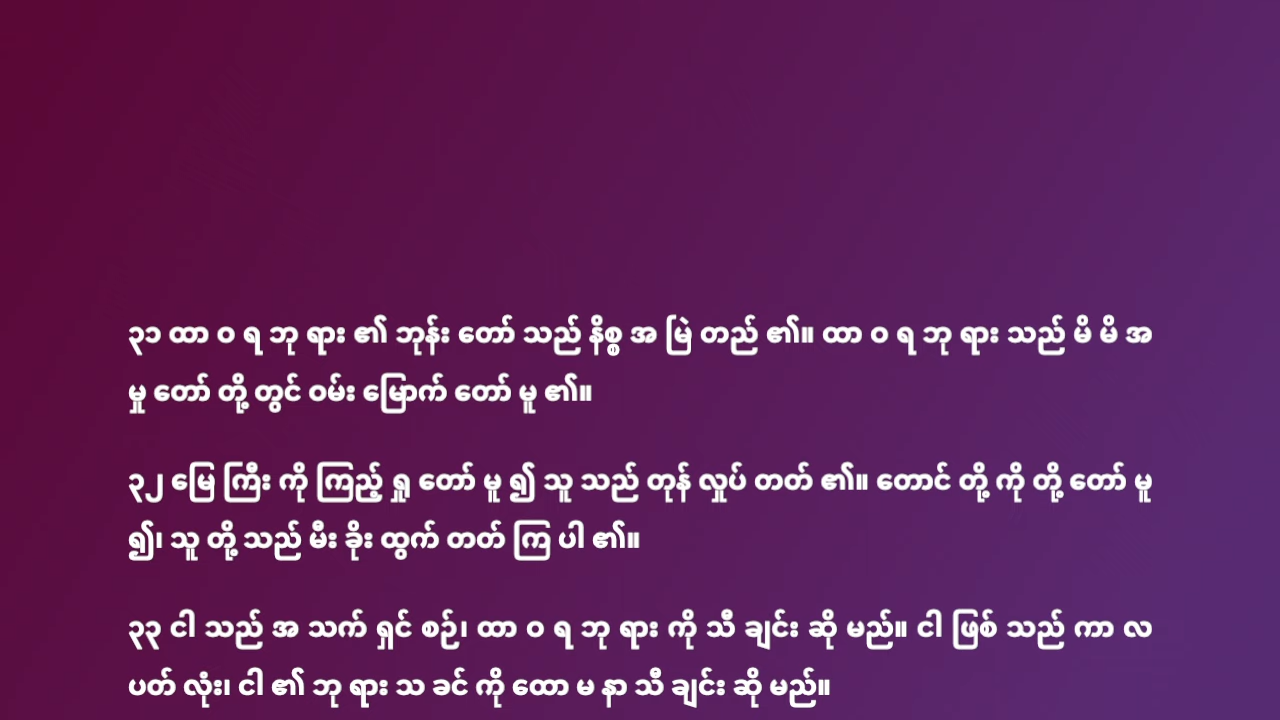 ၃၁ ထာ ဝ ရ ဘု ရား ၏ ဘုန်း တော် သည် နိစ္စ အ မြဲ တည် ၏။ ထာ ဝ ရ ဘု ရား သည် မိ မိ အ
မှု တော် တို့ တွင် ဝမ်း မြောက် တော် မူ ၏။
၃၂ မြေ ကြီး ကို ကြည့် ရှု တော် မူ ၍ သူ သည် တုန် လှုပ် တတ် ၏။ တောင် တို့ ကို တို့ တော် မူ
၍၊ သူ တို့ သည် မီး ခိုး ထွက် တတ် ကြ ပါ ၏။
၃၃ ငါ သည် အ သက် ရှင် စဉ်၊ ထာ ဝ ရ ဘု ရား ကို သီ ချင်း ဆို မည်။ ငါ ဖြစ် သည် ကာ လ
ပတ် လုံး၊ ငါ ၏ ဘု ရား သ ခင် ကို ထော မ နာ သီ ချင်း ဆို မည်။